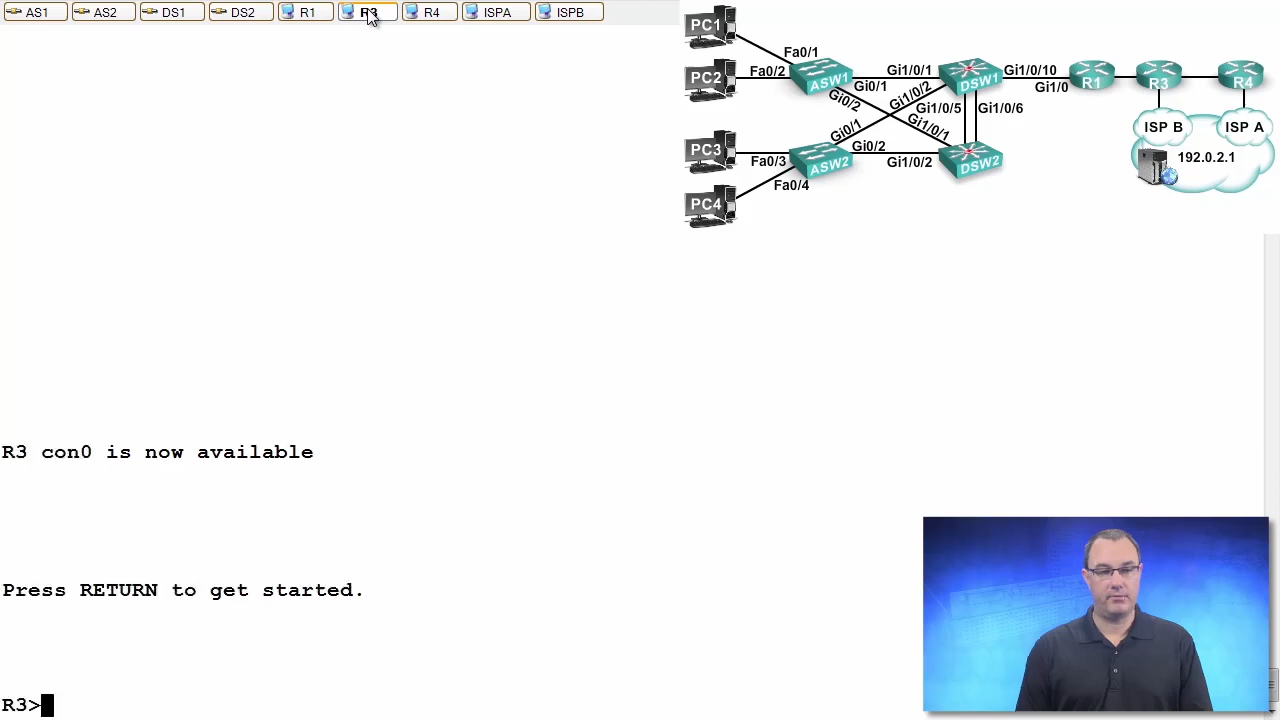 AS1 AS2 DS1 DS2 R1 R3 R4 ISPA ISPB
PC1
Fa0/1
PC2 Fa0/2 ASW1 Gi1/0/1 DSW1 Gi1/0/10 R1 R3 R4
Gi0/1 Gi1/0
Gi0/2 Gi1/0/2
Gi1/0/5 Gi1/0/6
Gi0/1 Gi1/0/1 ISP B ISP A
PC3 Gi0/2 192.0.2.1
Fa0/3 ASW2 Gi1/0/2 DSW2
Fa0/4
PC4
R3 con0 is now available
Press RETURN to get started.
R3>